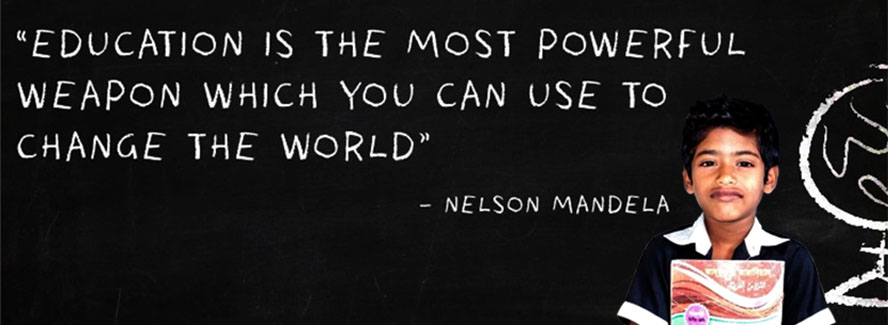 “EDUCATION IS THE MOST POWERFUL
WEAPON WHICH YOU CAN USE TO
CHANGE THE WORLD”
– NELSON MANDELA